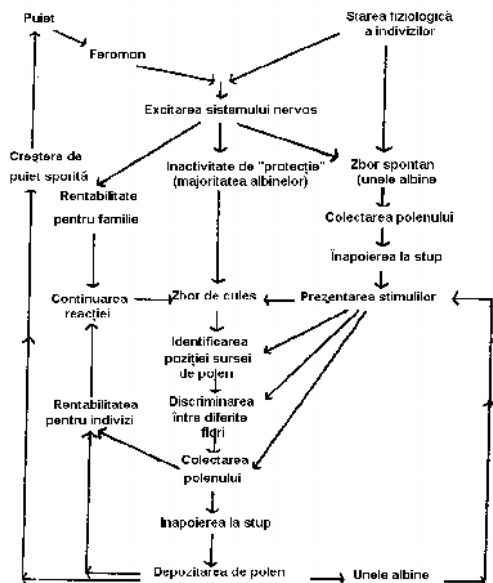 Puiet
Feromon
Starea fiziologică
a indivizilor
Excitarea sistemului nervos
Creștere de
puiet sporită
Rentabilitate
pentru familie
Inactivitate de "protecție"
(majoritatea albinelor)
Zbor spontan
(unele albine
Colectarea polenului
Înapoierea la stup
Continuarea
reacției
Zbor de cules
Prezentarea stimulilor
Identificarea
poziției sursei
de polen
Discriminarea
între diferite
flori
Rentabilitatea
pentru indivizi
Colectarea
polenului
Inapoierea la stup
Depozitarea de polen
Unele albine